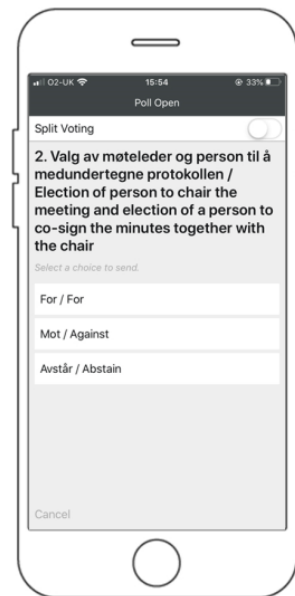 O2-UK 15:54 33%
Poll Open
Split Voting
2. Valg av møteleder og person til å
medundertegne protokollen /
Election of person to chair the
meeting and election of a person to
co-sign the minutes together with
the chair
Select a choice to send.
For / For
Mot / Against
Avstår / Abstain
Cancel